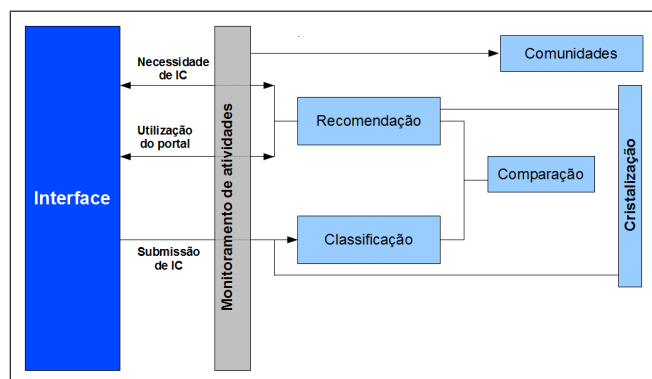 Interface
Necessidade
de IC
Utilização
do portal
Submissão
de IC
Monitoramento de atividades
Comunidades
Recomendação
Comparação
Classificação
Cristalização